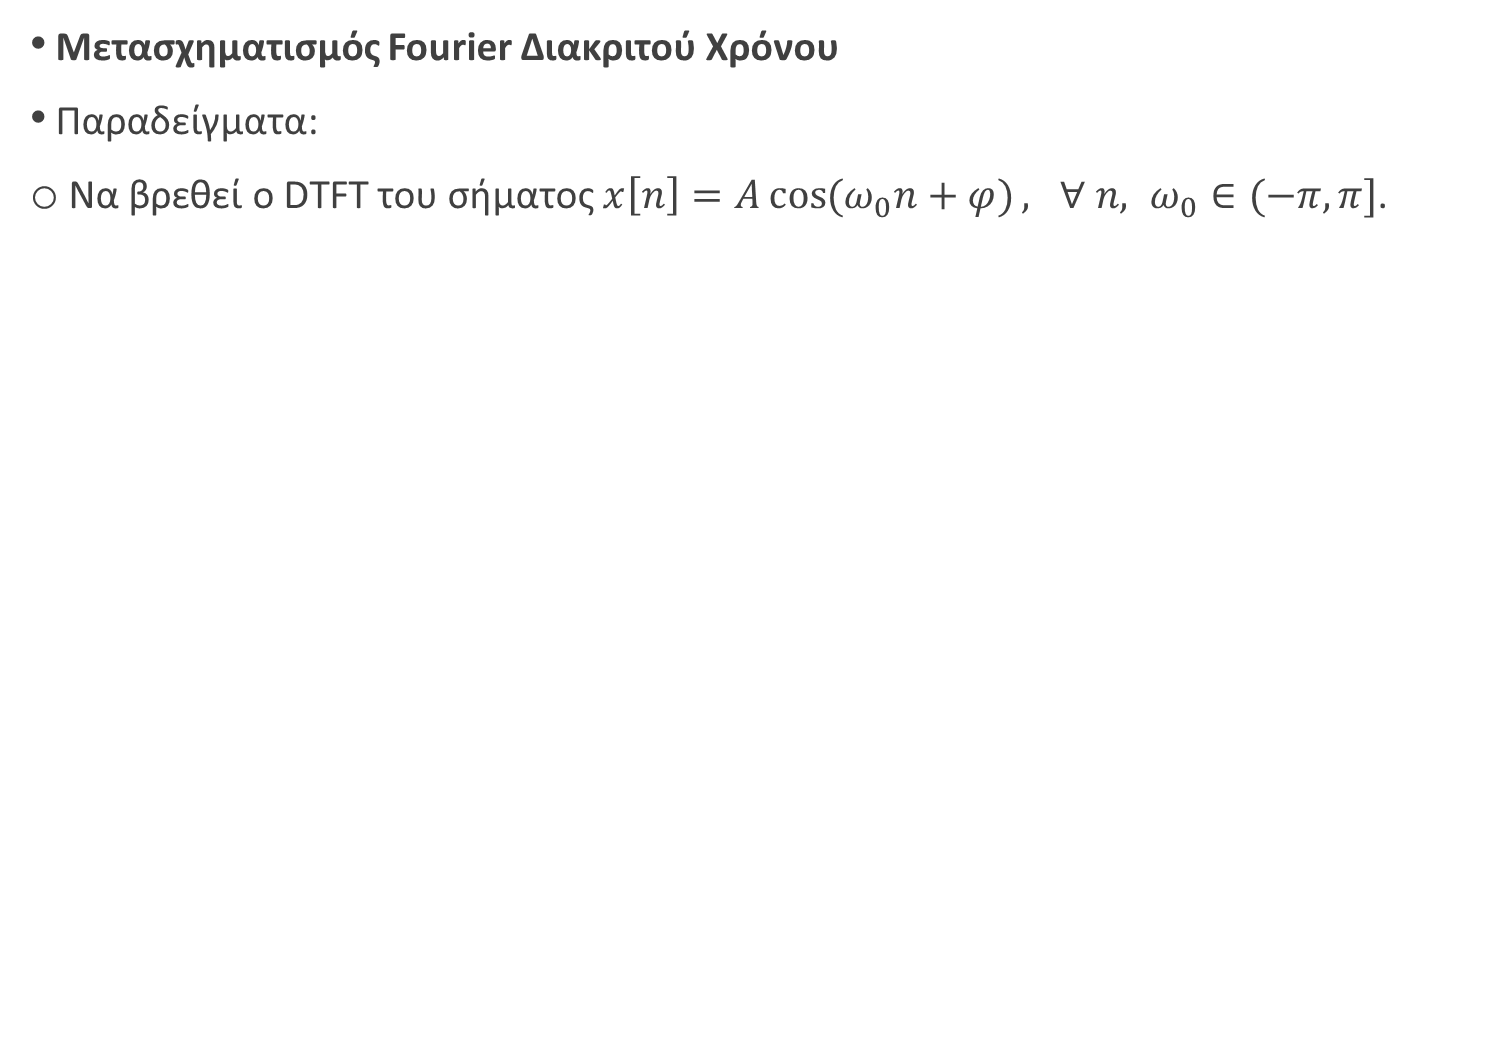 • Μετασχηματισμός Fourier Διακριτού Χρόνου
• Παραδείγματα:
○ Να βρεθεί ο DTFT του σήματος x[n] = A cos(ω₀n + φ), ∀ n, ω₀ ∈ (−π, π].